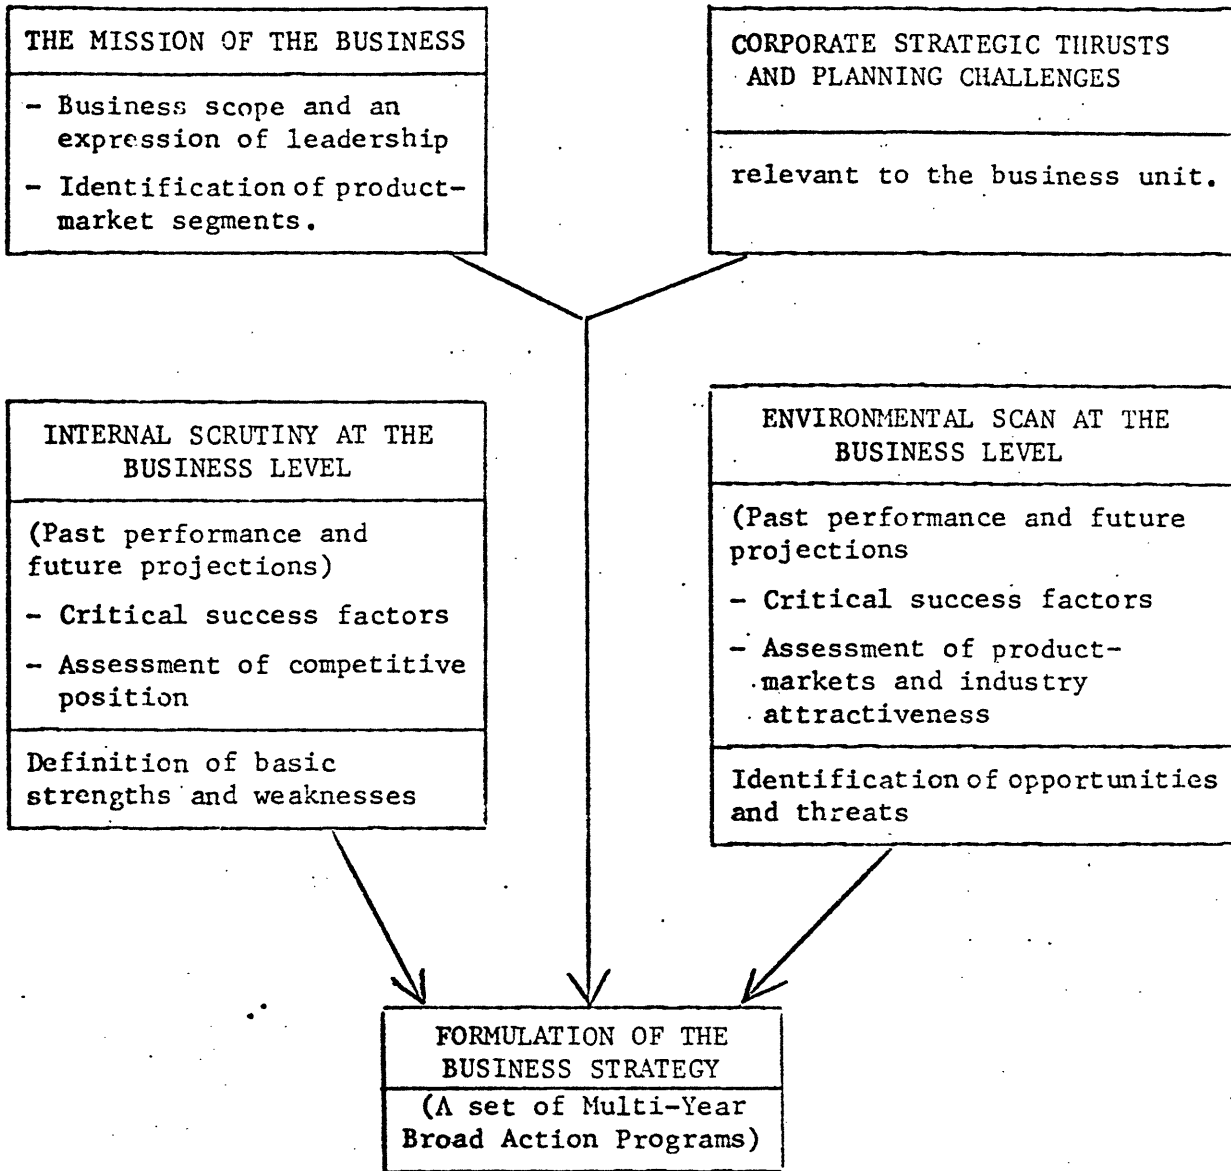 THE MISSION OF THE BUSINESS
- Business scope and an
expression of leadership
- Identification of product-
market segments.
CORPORATE STRATEGIC THRUSTS
AND PLANNING CHALLENGES
relevant to the business unit.
INTERNAL SCRUTINY AT THE
BUSINESS LEVEL
(Past performance and
future projections)
- Critical success factors
- Assessment of competitive
position
Definition of basic
strengths and weaknesses
ENVIRONMENTAL SCAN AT THE
BUSINESS LEVEL
(Past performance and future
projections
- Critical success factors
- Assessment of product-
markets and industry
attractiveness
Identification of opportunities
and threats
FORMULATION OF THE
BUSINESS STRATEGY
(A set of Multi-Year
Broad Action Programs)